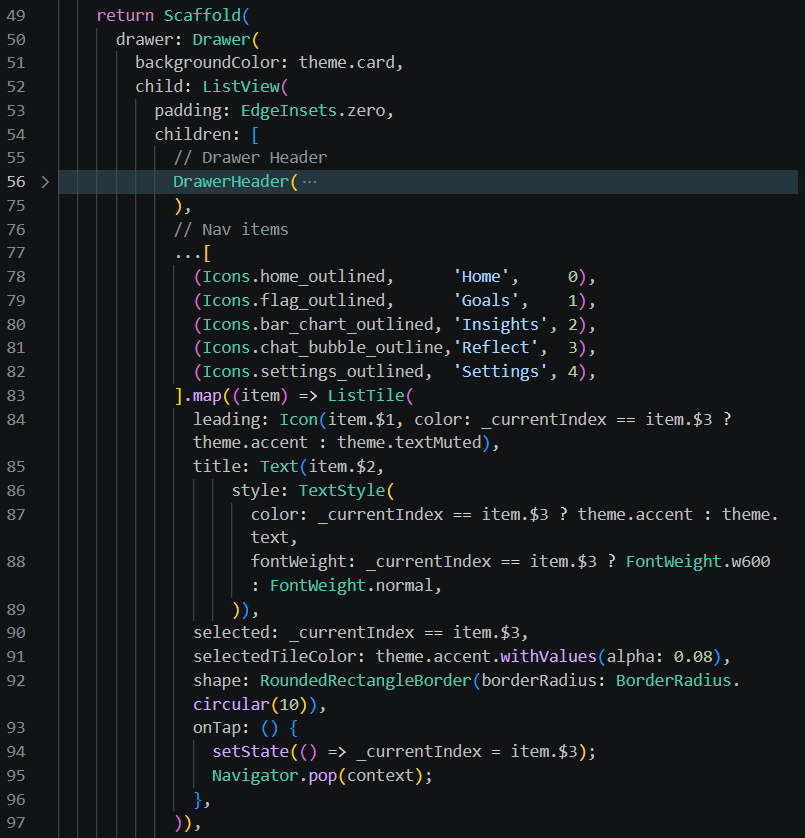 49 return Scaffold(
50 drawer: Drawer(
51 backgroundColor: theme.card,
52 child: ListView(
53 padding: EdgeInsets.zero,
54 children: [
55 // Drawer Header
56 > DrawerHeader( ···
75 ),
76 // Nav items
77 ...[
78 (Icons.home_outlined, 'Home', 0),
79 (Icons.flag_outlined, 'Goals', 1),
80 (Icons.bar_chart_outlined, 'Insights', 2),
81 (Icons.chat_bubble_outline,'Reflect', 3),
82 (Icons.settings_outlined, 'Settings', 4),
83 ].map((item) => ListTile(
84 leading: Icon(item.$1, color: _currentIndex == item.$3 ?
theme.accent : theme.textMuted),
85 title: Text(item.$2,
86 style: TextStyle(
87 color: _currentIndex == item.$3 ? theme.accent : theme.
text,
88 fontWeight: _currentIndex == item.$3 ? FontWeight.w600
: FontWeight.normal,
89 )),
90 selected: _currentIndex == item.$3,
91 selectedTileColor: theme.accent.withValues(alpha: 0.08),
92 shape: RoundedRectangleBorder(borderRadius: BorderRadius.
circular(10)),
93 onTap: () {
94 setState(() => _currentIndex = item.$3);
95 Navigator.pop(context);
96 },
97 )),